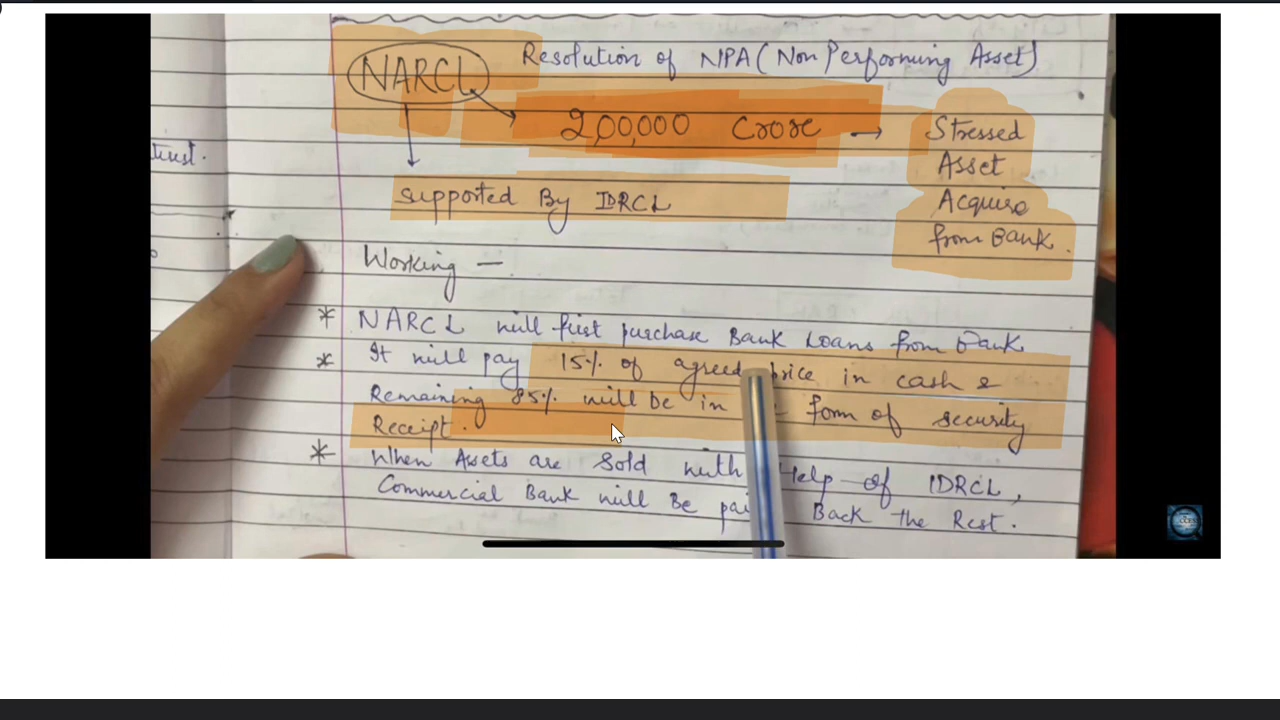 Resolution of NPA (Non Performing Asset)
NARCL
2,00,000 Crore → Stressed
Asset
Acquire
from Bank.
Supported By IDRCL
trust.
Working —
* NARCL will first purchase Bank Loans from Bank
* It will pay 15% of agreed price in cash &
Remaining 85% will be in form of security
Receipt.
* When Assets are Sold with Help of IDRCL,
Commercial Bank will Be Back the Rest.